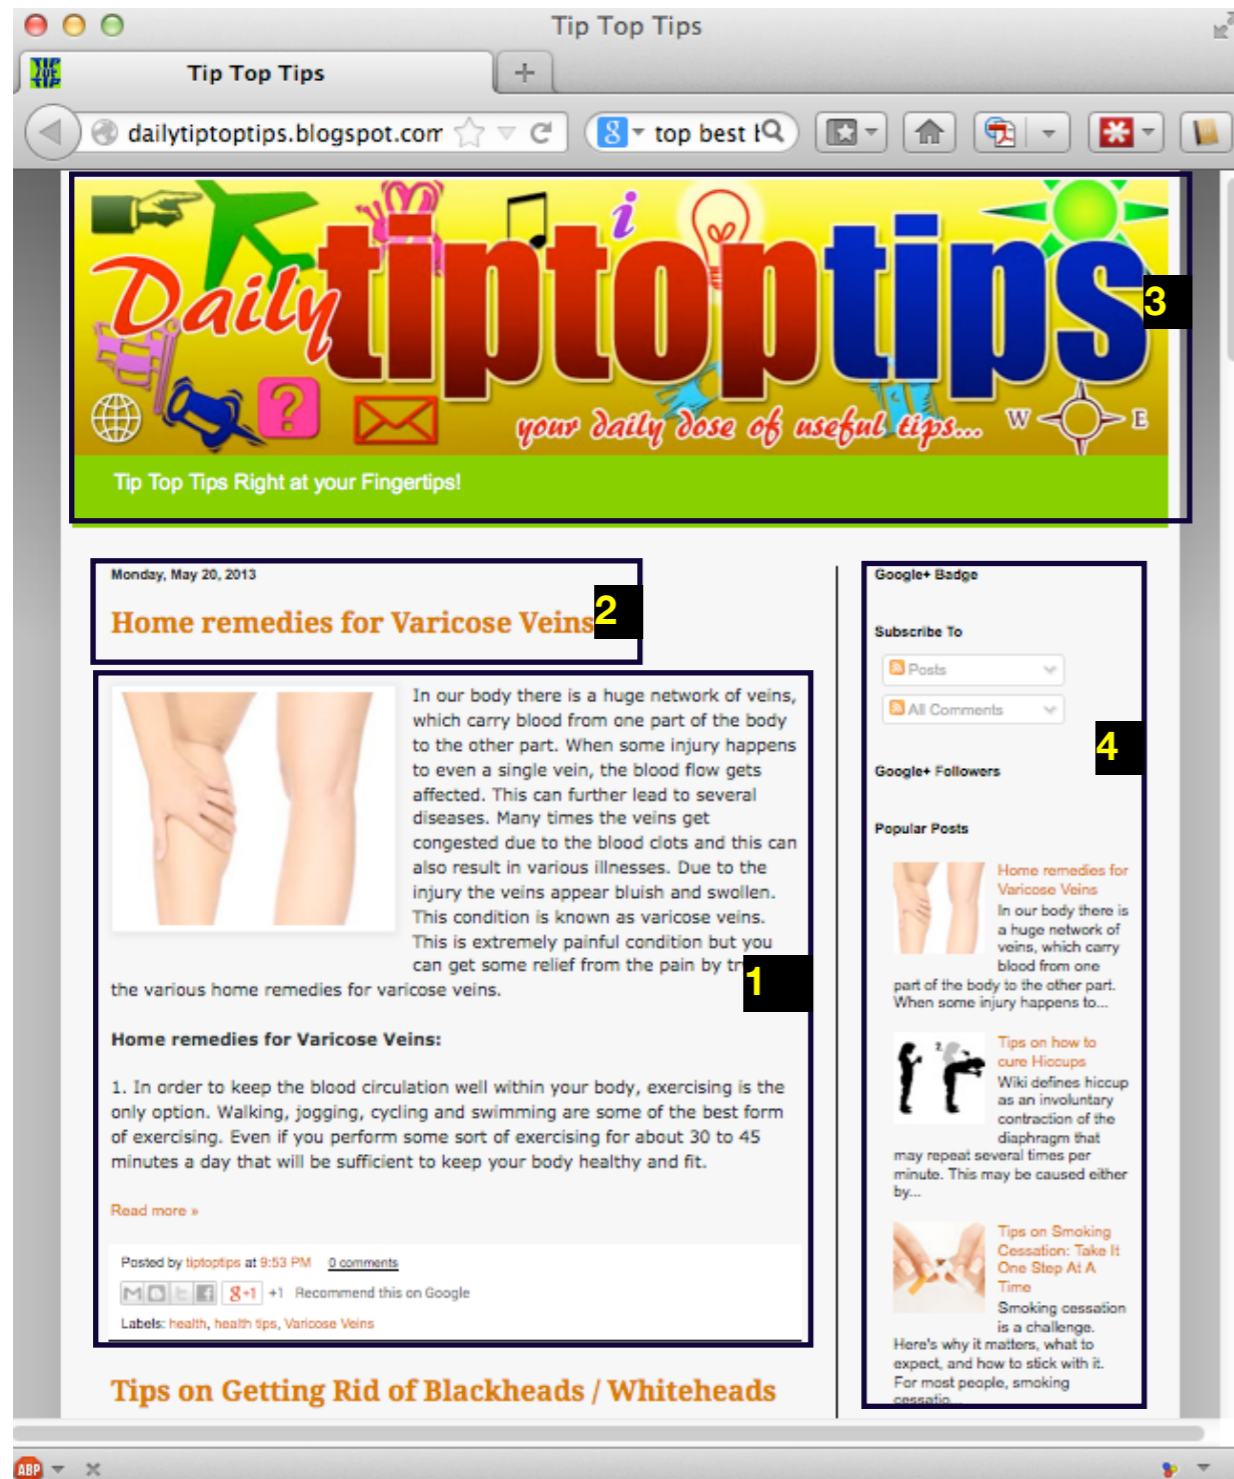 Tip Top Tips
Tip Top Tips
dailytiptoptips.blogspot.com
top best
Daily tiptoptips
your daily dose of useful tips...
W E
3
Tip Top Tips Right at your Fingertips!
Monday, May 20, 2013
Home remedies for Varicose Veins
2
In our body there is a huge network of veins,
which carry blood from one part of the body
to the other part. When some injury happens
to even a single vein, the blood flow gets
affected. This can further lead to several
diseases. Many times the veins get
congested due to the blood clots and this can
also result in various illnesses. Due to the
injury the veins appear bluish and swollen.
This condition is known as varicose veins.
This is extremely painful condition but you
can get some relief from the pain by
1
the various home remedies for varicose veins.
Home remedies for Varicose Veins:
1. In order to keep the blood circulation well within your body, exercising is the
only option. Walking, jogging, cycling and swimming are some of the best form
of exercising. Even if you perform some sort of exercising for about 30 to 45
minutes a day that will be sufficient to keep your body healthy and fit.
Read more »
Posted by tiptoptips at 9:53 PM 0 comments
+1 +1 Recommend this on Google
Labels: health, health tips, Varicose Veins
Tips on Getting Rid of Blackheads / Whiteheads
Google+ Badge
Subscribe To
Posts
All Comments
4
Google+ Followers
Popular Posts
Home remedies for
Varicose Veins
In our body there is
a huge network of
veins, which carry
blood from one
part of the body to the other part.
When some injury happens to...
Tips on how to
cure Hiccups
Wiki defines hiccup
as an involuntary
contraction of the
diaphragm that
may repeat several times per
minute. This may be caused either
by...
Tips on Smoking
Cessation: Take It
One Step At A
Time
Smoking cessation
is a challenge.
Here's why it matters, what to
expect, and how to stick with it.
For most people, smoking
cessatio...
ABP